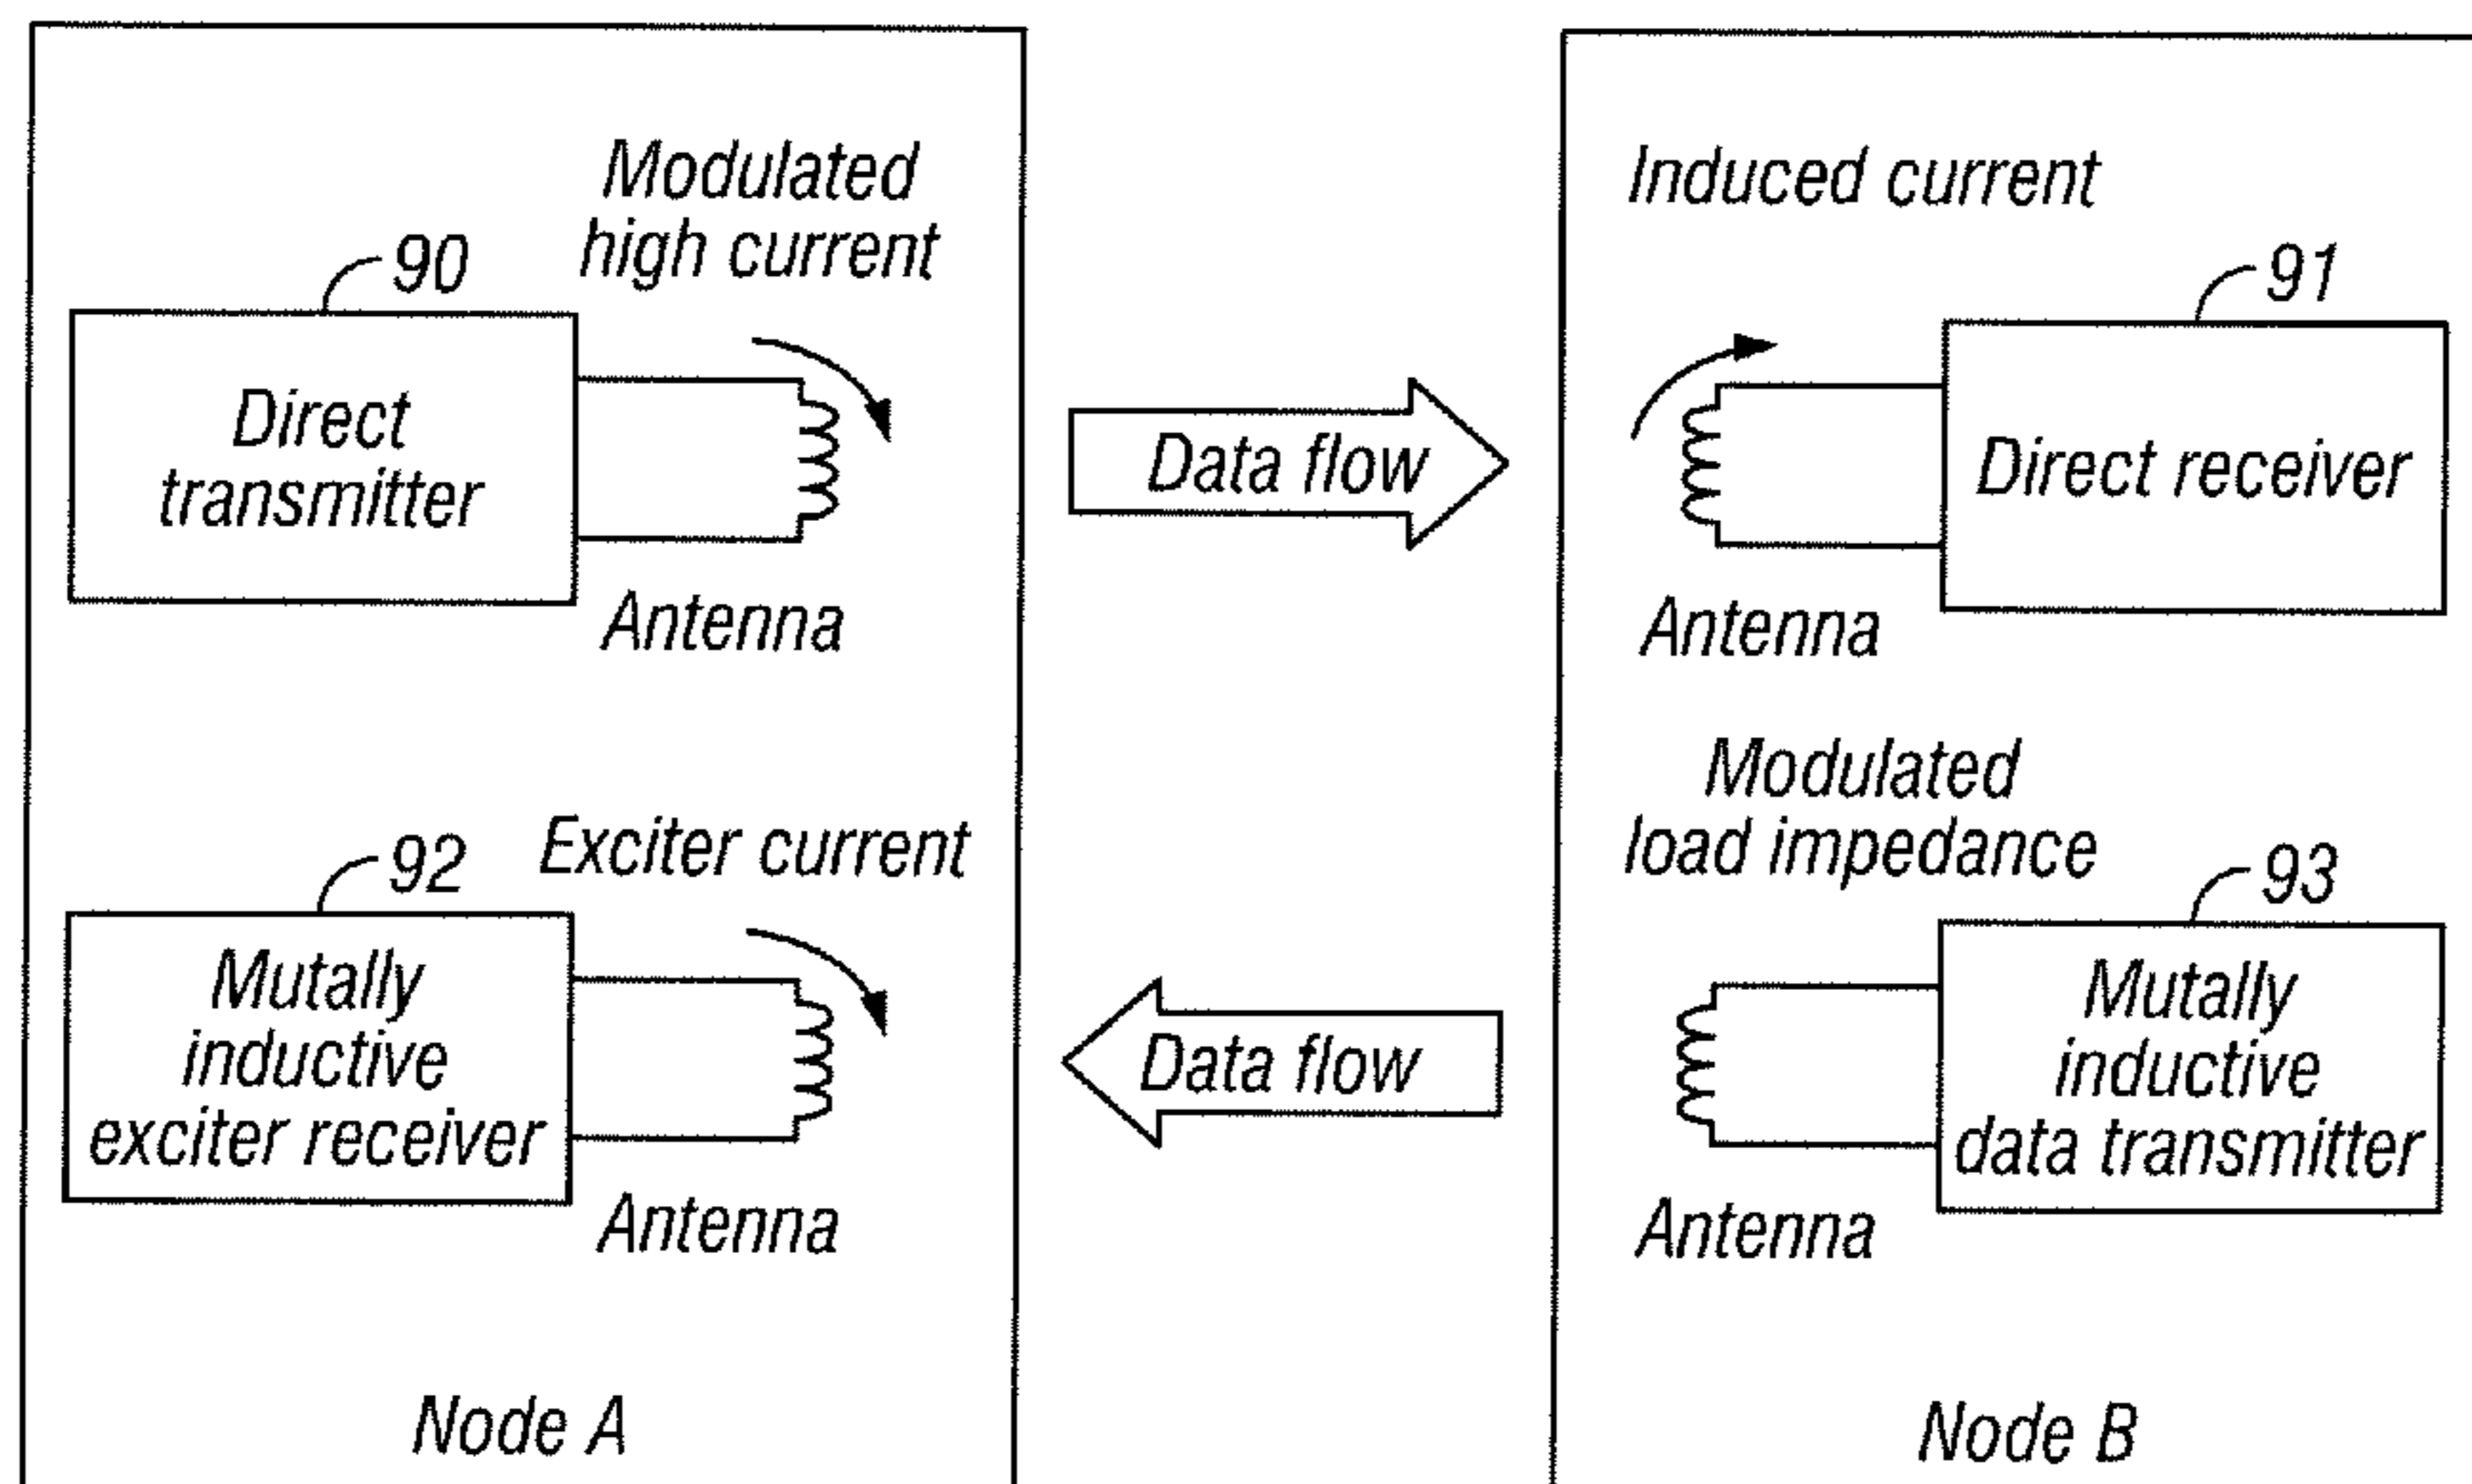 Modulated
high current
90
Direct
transmitter
Antenna
Data flow
Induced current
91
Direct receiver
Antenna
Exciter current
92
Mutally
inductive
exciter receiver
Antenna
Data flow
Modulated
load impedance
93
Mutally
inductive
data transmitter
Antenna
Node A
Node B